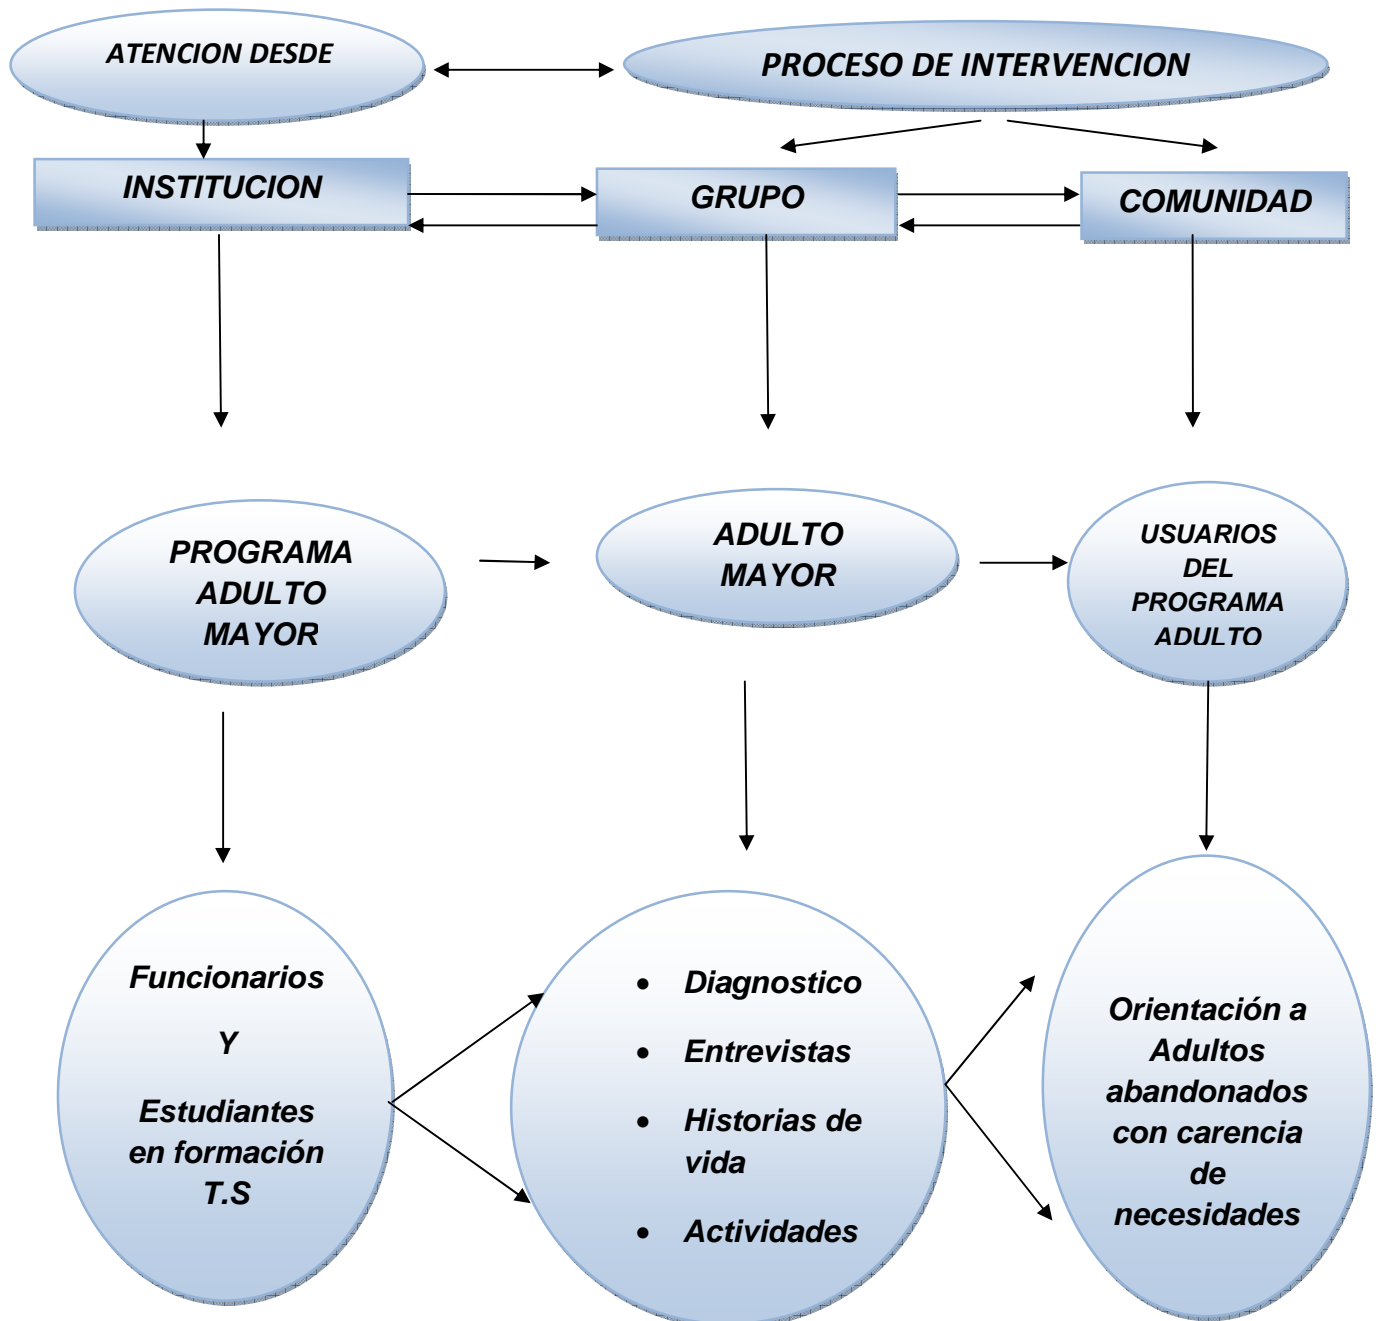 ATENCION DESDE
PROCESO DE INTERVENCION
INSTITUCION
GRUPO
COMUNIDAD
PROGRAMA
ADULTO
MAYOR
ADULTO
MAYOR
USUARIOS
DEL
PROGRAMA
ADULTO
Funcionarios
Y
Estudiantes
en formación
T.S
• Diagnostico
• Entrevistas
• Historias de
vida
• Actividades
Orientación a
Adultos
abandonados
con carencia
de
necesidades